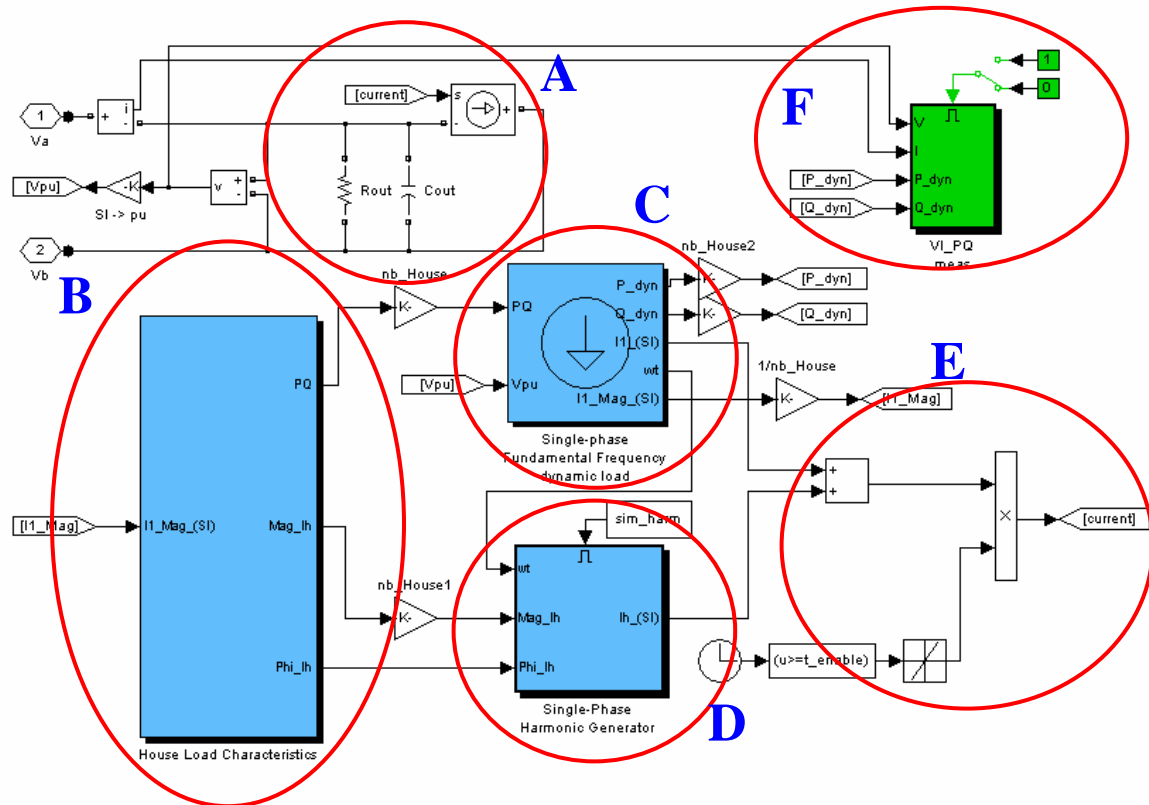 A
F
[current]
s
+
-
1
Va
+
i
-
1
0
V
I
[P_dyn]
P_dyn
[Q_dyn]
Q_dyn
VI_PQ
meas
[Vpu]
-K-
SI -> pu
v
+
-
Rout
Cout
2
Vb
B
C
nb_House
K-
PQ
[Vpu]
Vpu
P_dyn
Q_dyn
I1_(SI)
wt
I1_Mag_(SI)
Single-phase
Fundamental Frequency
dynamic load
nb_House2
K-
[P_dyn]
K-
[Q_dyn]
1/nb_House
K-
[I1_Mag]
E
[I1_Mag]
I1_Mag_(SI)
PQ
Mag_Ih
Phi_Ih
House Load Characteristics
nb_House1
K-
sim_harm
wt
Mag_Ih
Phi_Ih
Ih_(SI)
Single-Phase
Harmonic Generator
D
+
+
×
[current]
(u>=t_enable)